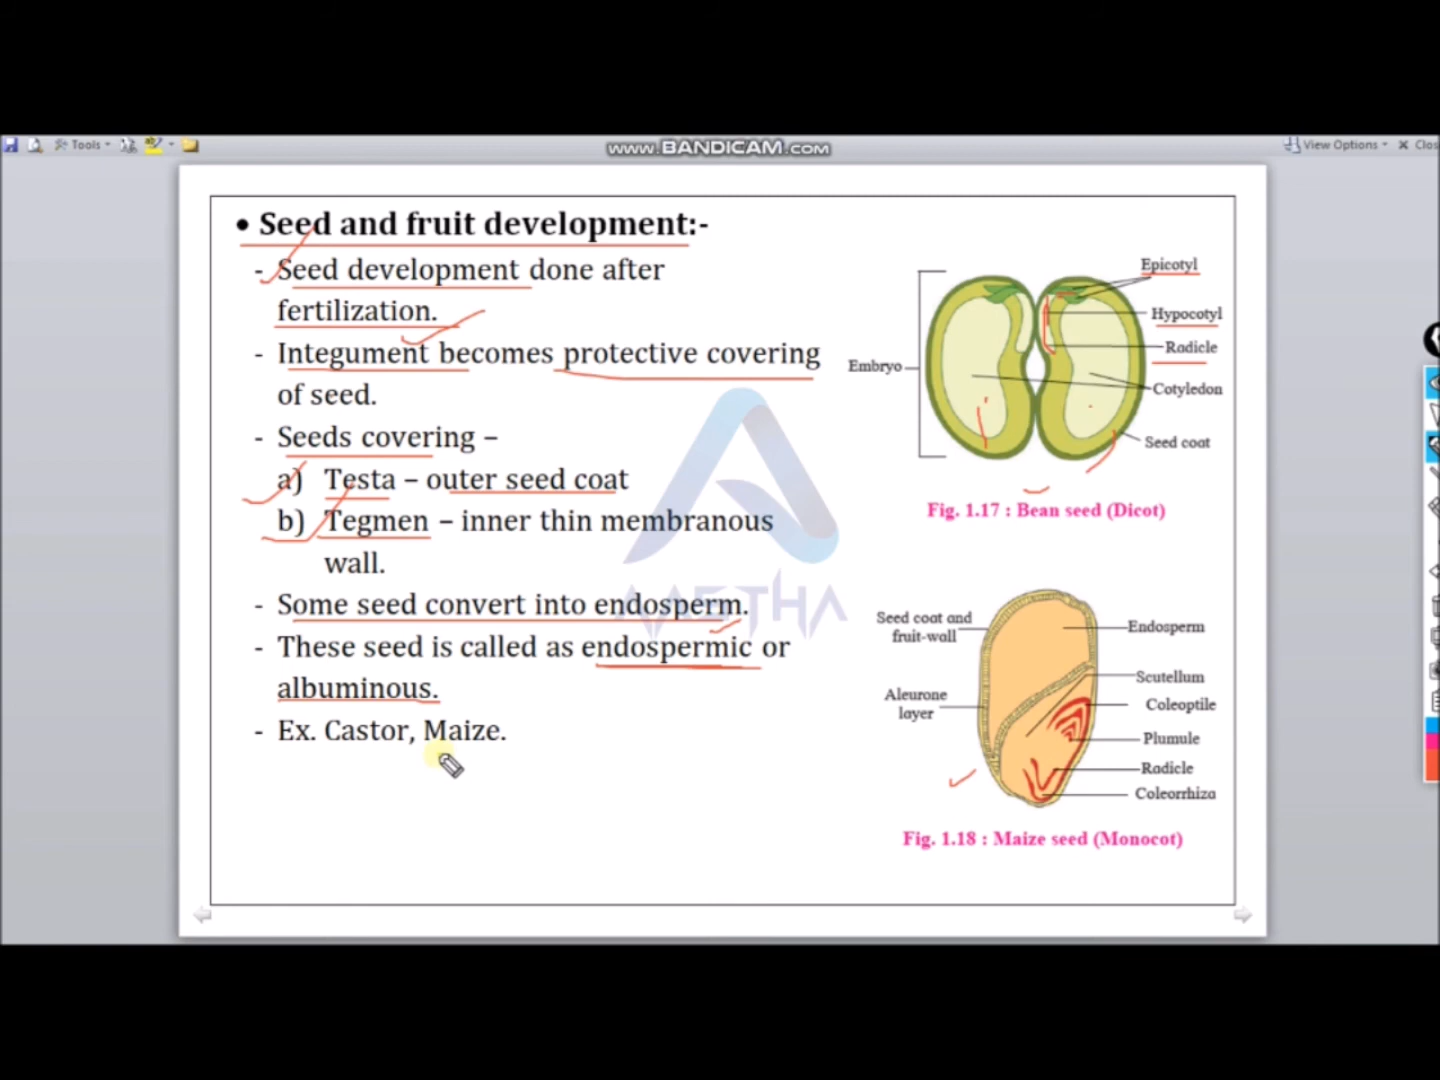 Tools
www.BANDICAM.com
View Options
Clos
• Seed and fruit development:-
- Seed development done after
fertilization.
- Integument becomes protective covering
of seed.
- Seeds covering –
a) Testa – outer seed coat
b) Tegmen – inner thin membranous
wall.
- Some seed convert into endosperm.
- These seed is called as endospermic or
albuminous.
- Ex. Castor, Maize.
AAETHA
Epicotyl
Hypocotyl
Radicle
Embryo
Cotyledon
Seed coat
Fig. 1.17 : Bean seed (Dicot)
Seed coat and
fruit-wall
Endosperm
Scutellum
Aleurone
layer
Coleoptile
Plumule
Radicle
Coleorrhiza
Fig. 1.18 : Maize seed (Monocot)